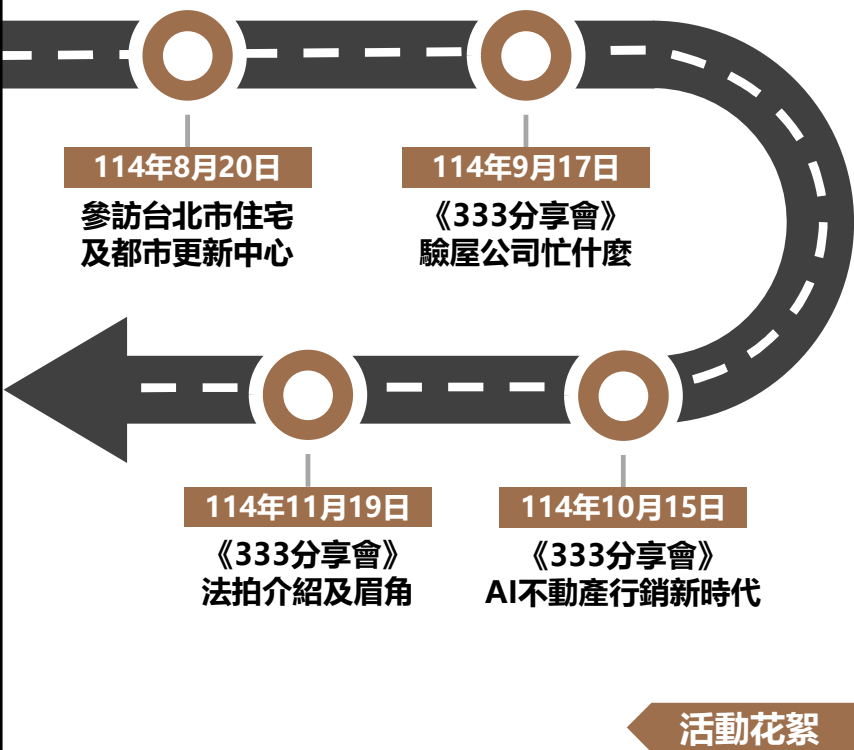 114年8月20日
參訪台北市住宅
及都市更新中心
114年9月17日
《333分享會》
驗屋公司忙什麼
114年10月15日
《333分享會》
AI不動產行銷新時代
114年11月19日
《333分享會》
法拍介紹及眉角
活動花絮